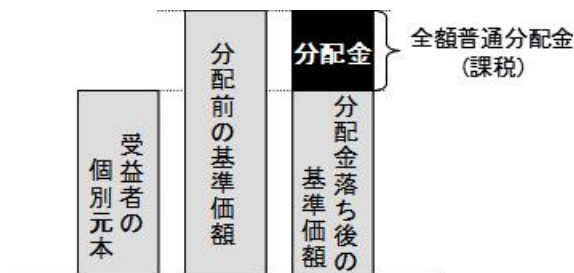 受益者の
個別元本
分配前の基準価額
分配金
分配金落ち後の
基準価額
全額普通分配金
(課税)